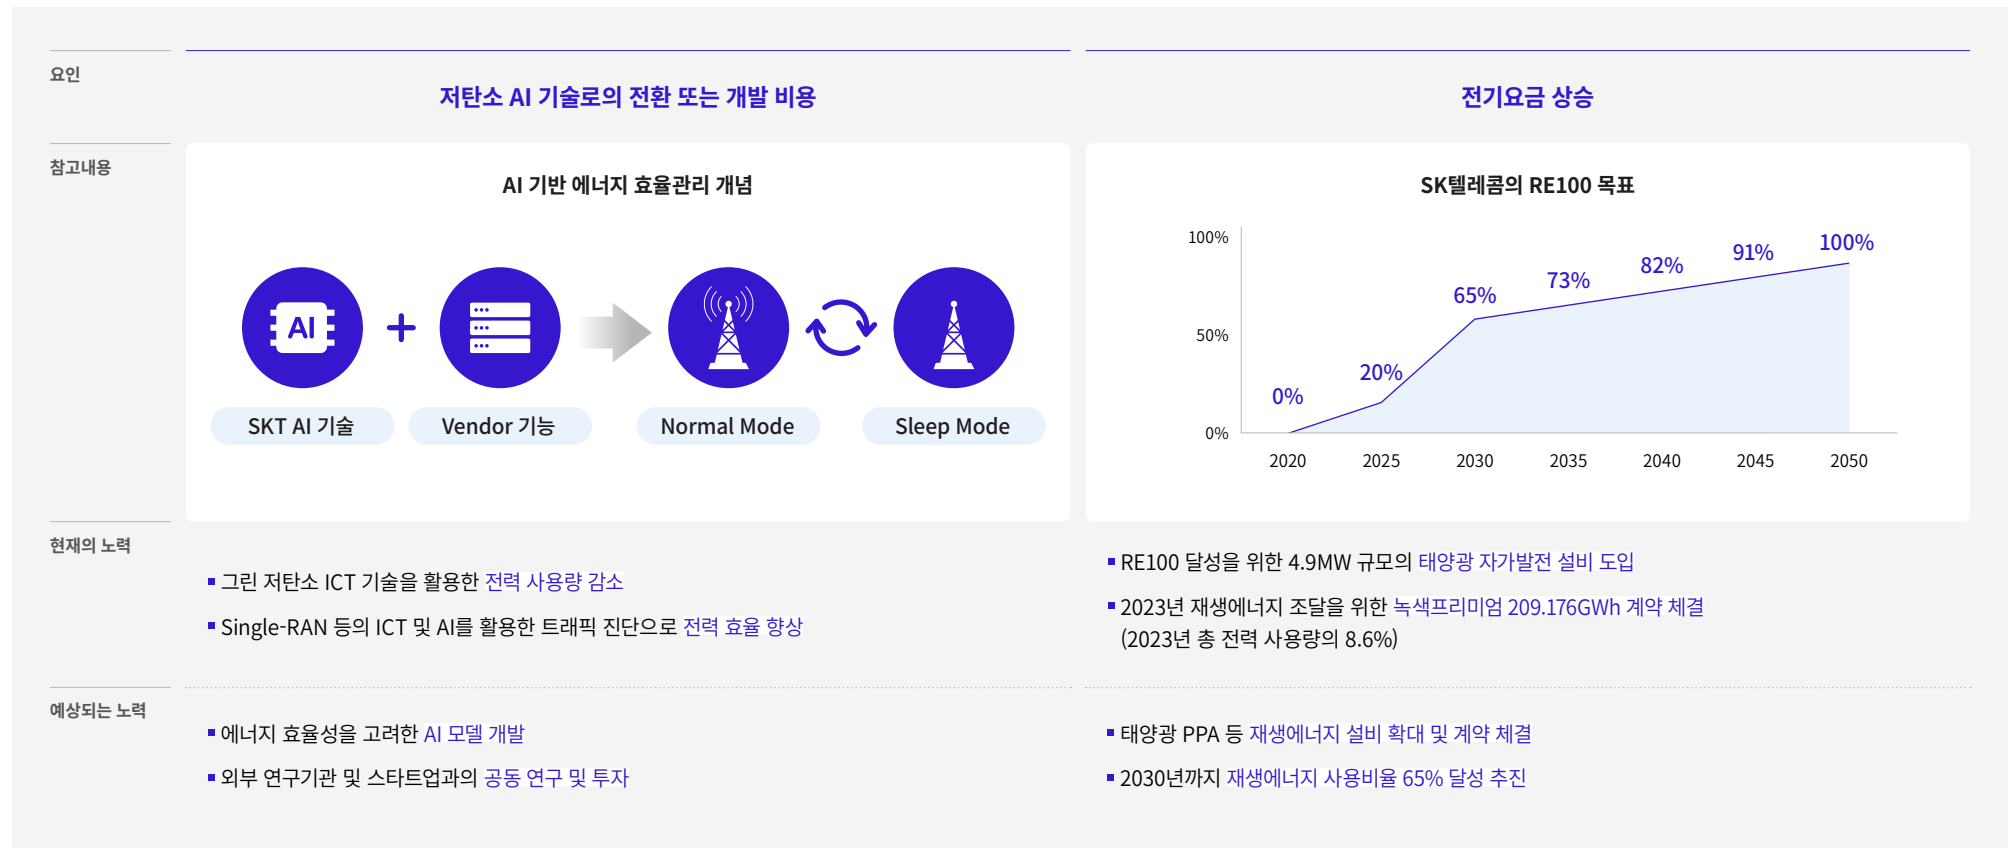 요인
저탄소 AI 기술로의 전환 또는 개발 비용
전기요금 상승
참고내용
AI 기반 에너지 효율관리 개념
AI
SKT AI 기술
Vendor 기능
Normal Mode
Sleep Mode
SK텔레콤의 RE100 목표
100%
50%
0%
0%
20%
65%
73%
82%
91%
100%
2020
2025
2030
2035
2040
2045
2050
현재의 노력
그린 저탄소 ICT 기술을 활용한 전력 사용량 감소
Single-RAN 등의 ICT 및 AI를 활용한 트래픽 진단으로 전력 효율 향상
RE100 달성을 위한 4.9MW 규모의 태양광 자가발전 설비 도입
2023년 재생에너지 조달을 위한 녹색프리미엄 209.176GWh 계약 체결
(2023년 총 전력 사용량의 8.6%)
예상되는 노력
에너지 효율성을 고려한 AI 모델 개발
외부 연구기관 및 스타트업과의 공동 연구 및 투자
태양광 PPA 등 재생에너지 설비 확대 및 계약 체결
2030년까지 재생에너지 사용비율 65% 달성 추진